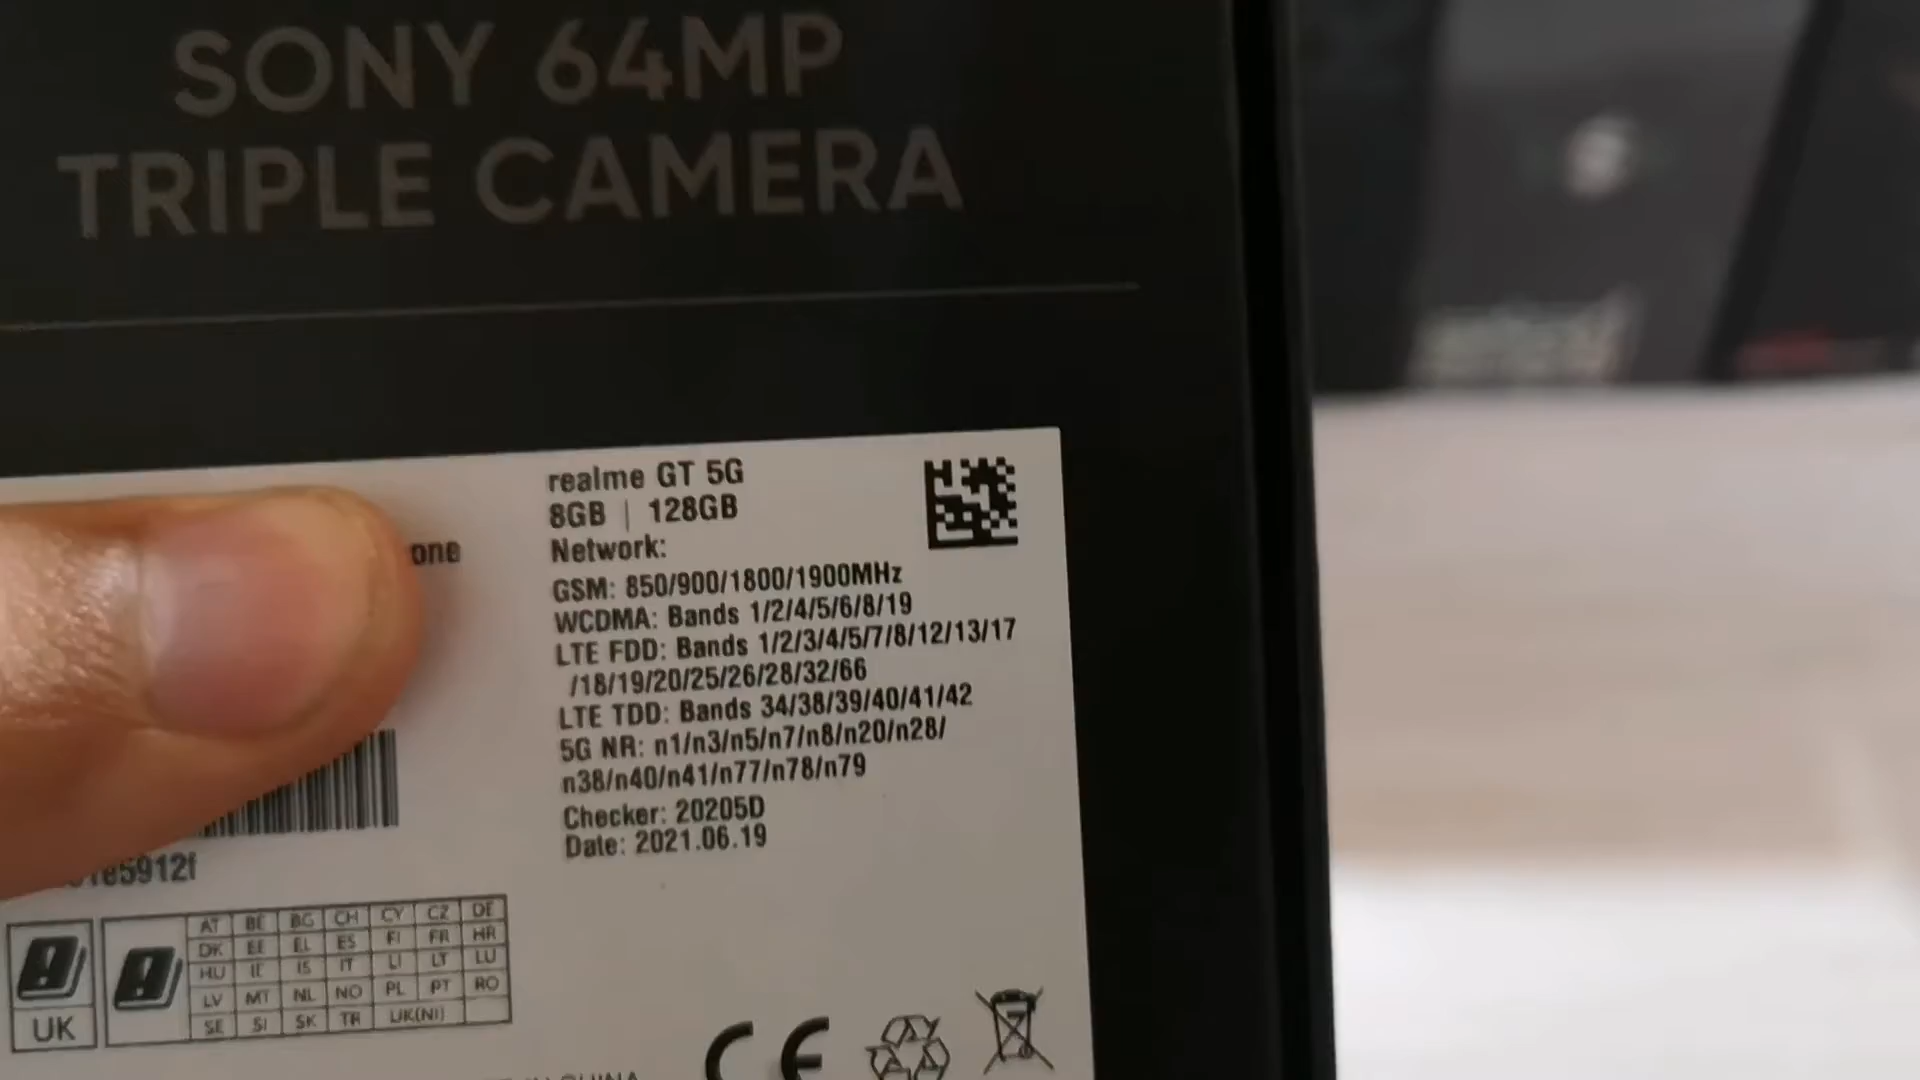 SONY 64MP
TRIPLE CAMERA
realme GT 5G
8GB | 128GB
one
Network:
GSM: 850/900/1800/1900MHz
WCDMA: Bands 1/2/4/5/6/8/19
LTE FDD: Bands 1/2/3/4/5/7/8/12/13/17
/18/19/20/25/26/28/32/66
LTE TDD: Bands 34/38/39/40/41/42
5G NR: n1/n3/n5/n7/n8/n20/n28/
n38/n40/n41/n77/n78/n79
Checker: 20205D
Date: 2021.06.19
e5912f
AT BE BG CH CY CZ DE
DK EE EL ES FI FR HR
HU IE IS IT LI LT LU
LV MT NL NO PL PT RO
SE SI SK TR UK(NI)
UK
CE
CHINA